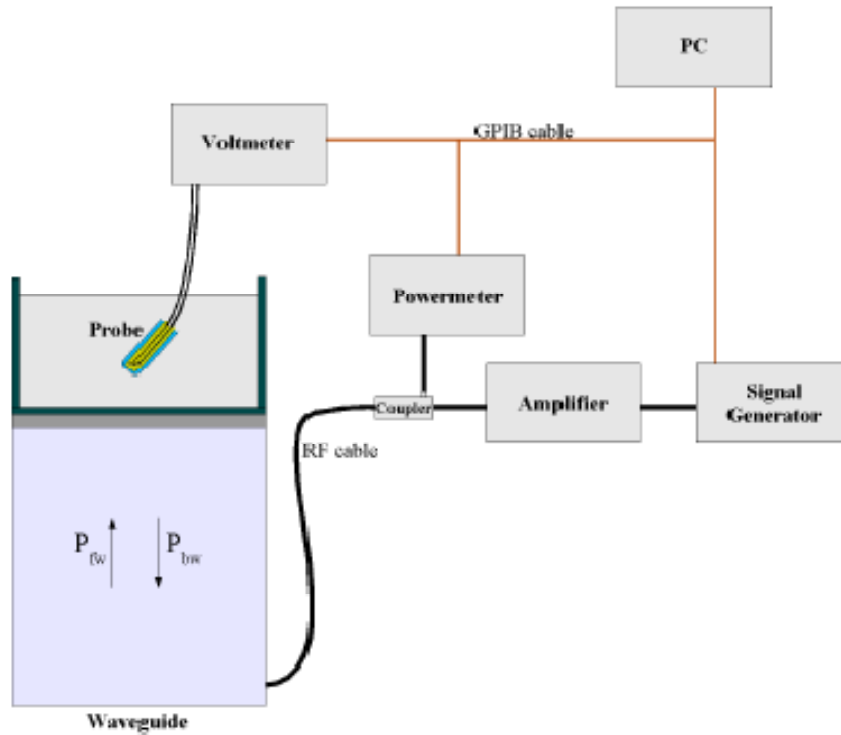 PC
Voltmeter
GPIB cable
Powermeter
Probe
Coupler
Amplifier
Signal
Generator
RF cable
P fw
P bw
Waveguide